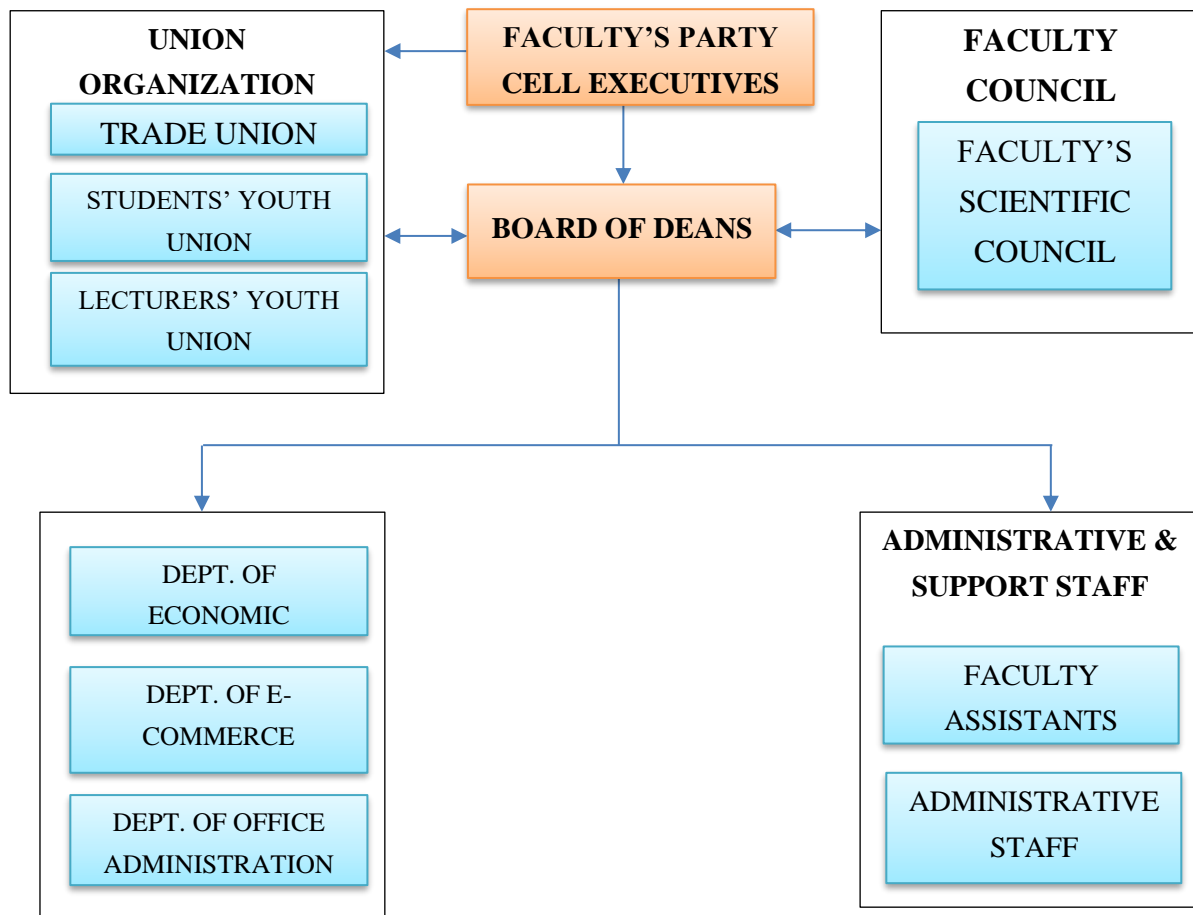 UNION
ORGANIZATION
TRADE UNION
STUDENTS’ YOUTH
UNION
LECTURERS’ YOUTH
UNION
FACULTY’S PARTY
CELL EXECUTIVES
BOARD OF DEANS
FACULTY
COUNCIL
FACULTY’S
SCIENTIFIC
COUNCIL
DEPT. OF
ECONOMIC
DEPT. OF E-
COMMERCE
DEPT. OF OFFICE
ADMINISTRATION
ADMINISTRATIVE &
SUPPORT STAFF
FACULTY
ASSISTANTS
ADMINISTRATIVE
STAFF